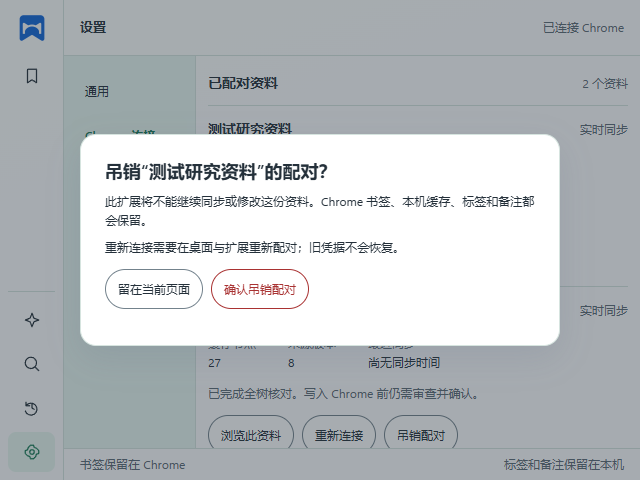 设置
已连接 Chrome
通用
已配对资料
2 个资料
测试研究资料
实时同步
吊销“测试研究资料”的配对？
此扩展将不能继续同步或修改这份资料。Chrome 书签、本机缓存、标签和备注都
会保留。
重新连接需要在桌面与扩展重新配对；旧凭据不会恢复。
留在当前页面
确认吊销配对
实时同步
27
8
尚无同步时间
已完成全树核对。写入 Chrome 前仍需审查并确认。
浏览此资料
重新连接
吊销配对
书签保留在 Chrome
标签和备注保留在本机